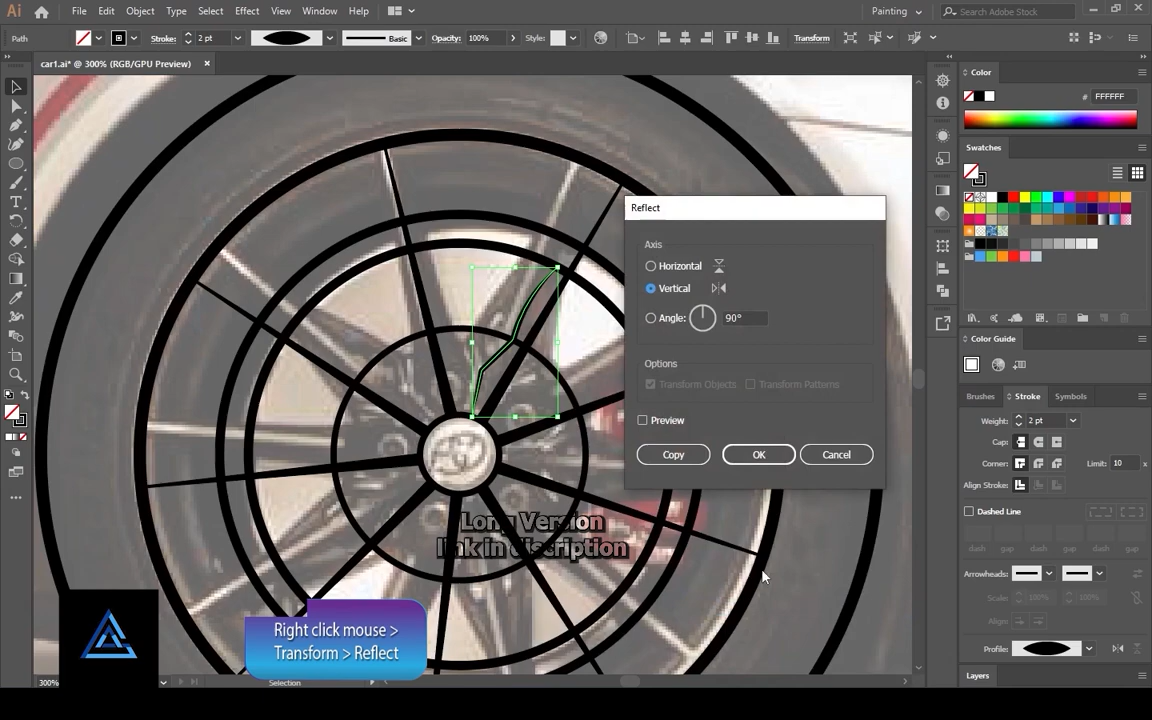 Ai
File
Edit
Object
Type
Select
Effect
View
Window
Help
Painting
Search Adobe Stock
Path
Stroke:
2 pt
Basic
Opacity:
100%
Style:
Transform
car1.ai* @ 300% (RGB/GPU Preview)
Color
# FFFFFF
Swatches
Color Guide
Brushes
Stroke
Symbols
Weight:
2 pt
Cap:
Corner:
Limit:
10
x
Align Stroke:
Dashed Line
dash
gap
dash
gap
dash
gap
Arrowheads:
Scale:
100%
100%
Align:
Profile:
Layers
Reflect
Axis
Horizontal
Vertical
Angle:
90°
Options
Transform Objects
Transform Patterns
Preview
Copy
OK
Cancel
Long Version
link in discription
Right click mouse >
Transform > Reflect
300%
Selection